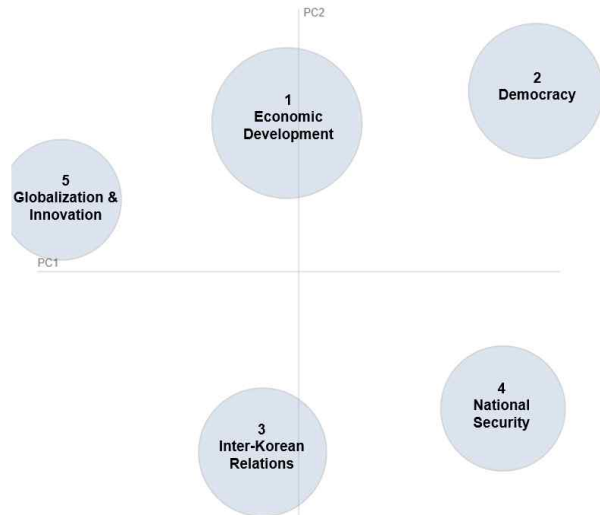 PC2
1
Economic
Development
2
Democracy
5
Globalization &
Innovation
PC1
4
National
Security
3
Inter-Korean
Relations